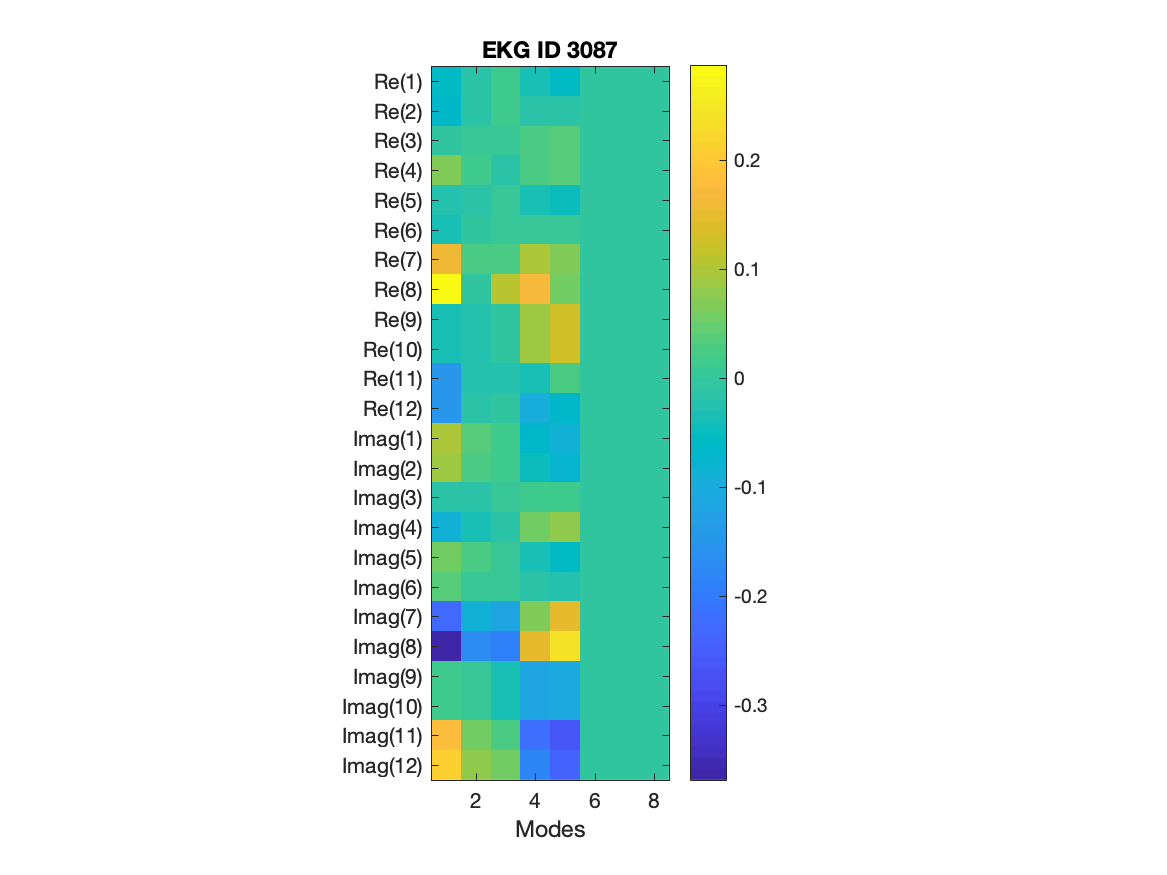 EKG ID 3087
Re(1)
Re(2)
Re(3)
Re(4)
Re(5)
Re(6)
Re(7)
Re(8)
Re(9)
Re(10)
Re(11)
Re(12)
Imag(1)
Imag(2)
Imag(3)
Imag(4)
Imag(5)
Imag(6)
Imag(7)
Imag(8)
Imag(9)
Imag(10)
Imag(11)
Imag(12)
2 4 6 8
Modes
0.2
0.1
0
-0.1
-0.2
-0.3